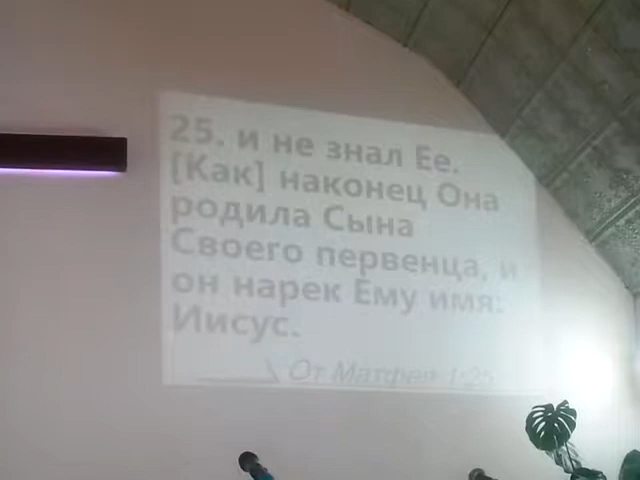 25. и не знал Ее.
[Как] наконец Она
родила Сына
Своего первенца, и
он нарек Ему имя:
Иисус.
От Матфея 1:25